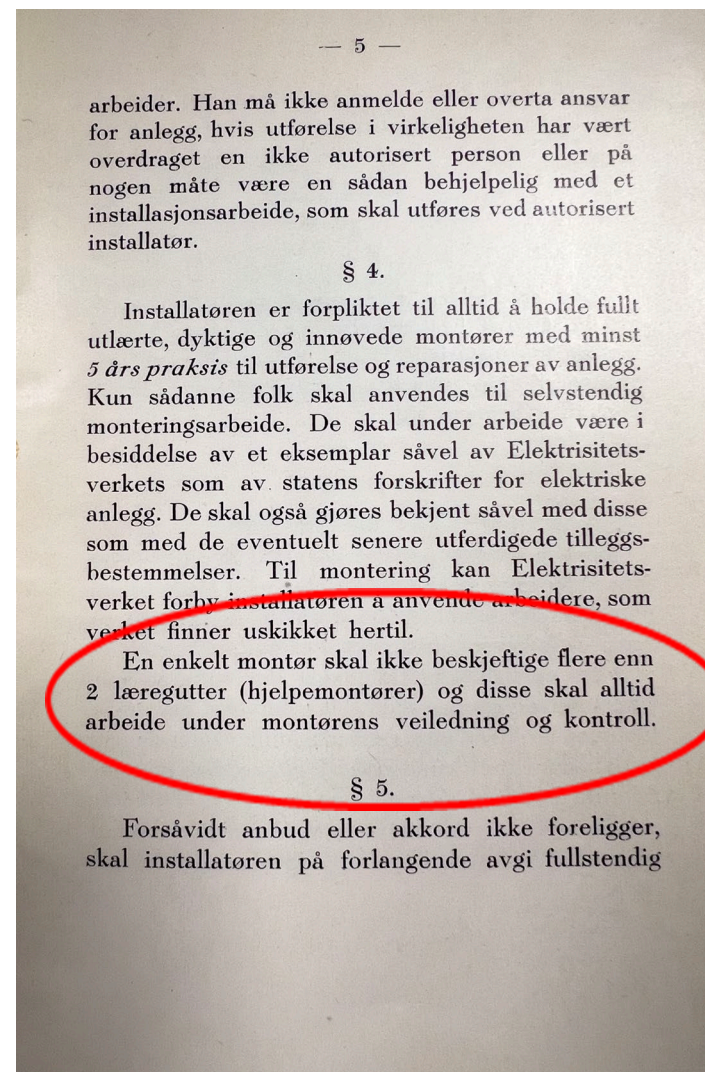 — 5 —
arbeider. Han må ikke anmelde eller overta ansvar
for anlegg, hvis utførelse i virkeligheten har vært
overdraget en ikke autorisert person eller på
nogen måte være en sådan behjelpelig med et
installasjonsarbeide, som skal utføres ved autorisert
installatør.
§ 4.
Installatøren er forpliktet til alltid å holde fullt
utlærte, dyktige og innøvede montører med minst
5 års praksis til utførelse og reparasjoner av anlegg.
Kun sådanne folk skal anvendes til selvstendig
monteringsarbeide. De skal under arbeide være i
besiddelse av et eksemplar såvel av Elektrisitets-
verkets som av statens forskrifter for elektriske
anlegg. De skal også gjøres bekjent såvel med disse
som med de eventuelt senere utferdigede tilleggs-
bestemmelser. Til montering kan Elektrisitets-
verket forby installatøren å anvende arbeidere, som
verket finner uskikket hertil.
En enkelt montør skal ikke beskjeftige flere enn
2 læregutter (hjelpemontører) og disse skal alltid
arbeide under montørens veiledning og kontroll.
§ 5.
Forsåvidt anbud eller akkord ikke foreligger,
skal installatøren på forlangende avgi fullstendig